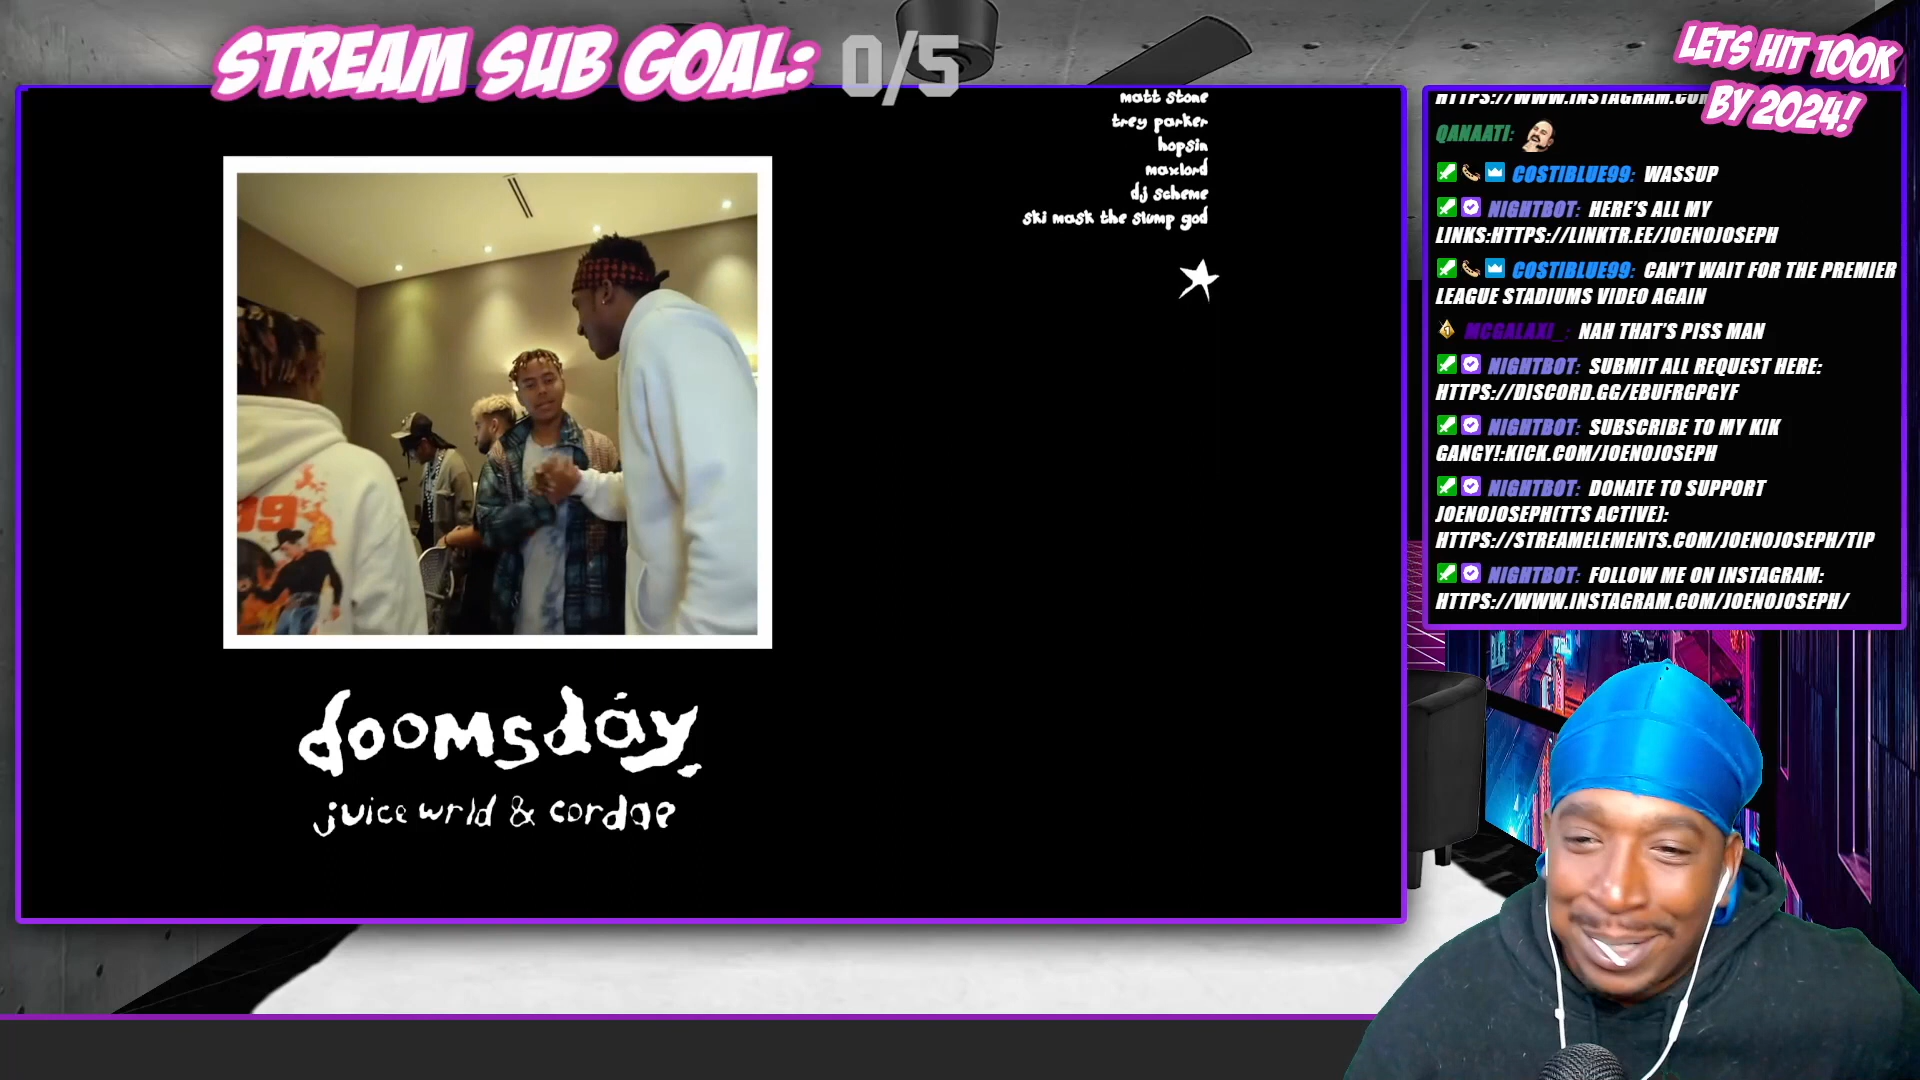 STREAM SUB GOAL: 0/5
LETS HIT 100K
BY 2024!
matt stone
trey parker
hopsin
maxlord
dj scheme
ski mask the slump god
99
doomsday
juice wrld & cordae
QANAATI:
COSTIBLUE99: WASSUP
NIGHTBOT: HERE'S ALL MY
LINKS:HTTPS://LINKTR.EE/JOENOJOSEPH
COSTIBLUE99: CAN'T WAIT FOR THE PREMIER
LEAGUE STADIUMS VIDEO AGAIN
MCGALAXI_: NAH THAT'S PISS MAN
NIGHTBOT: SUBMIT ALL REQUEST HERE:
HTTPS://DISCORD.GG/EBUFRGPGYF
NIGHTBOT: SUBSCRIBE TO MY KIK
GANGY!:KICK.COM/JOENOJOSEPH
NIGHTBOT: DONATE TO SUPPORT
JOENOJOSEPH(TTS ACTIVE):
HTTPS://STREAMELEMENTS.COM/JOENOJOSEPH/TIP
NIGHTBOT: FOLLOW ME ON INSTAGRAM:
HTTPS://WWW.INSTAGRAM.COM/JOENOJOSEPH/